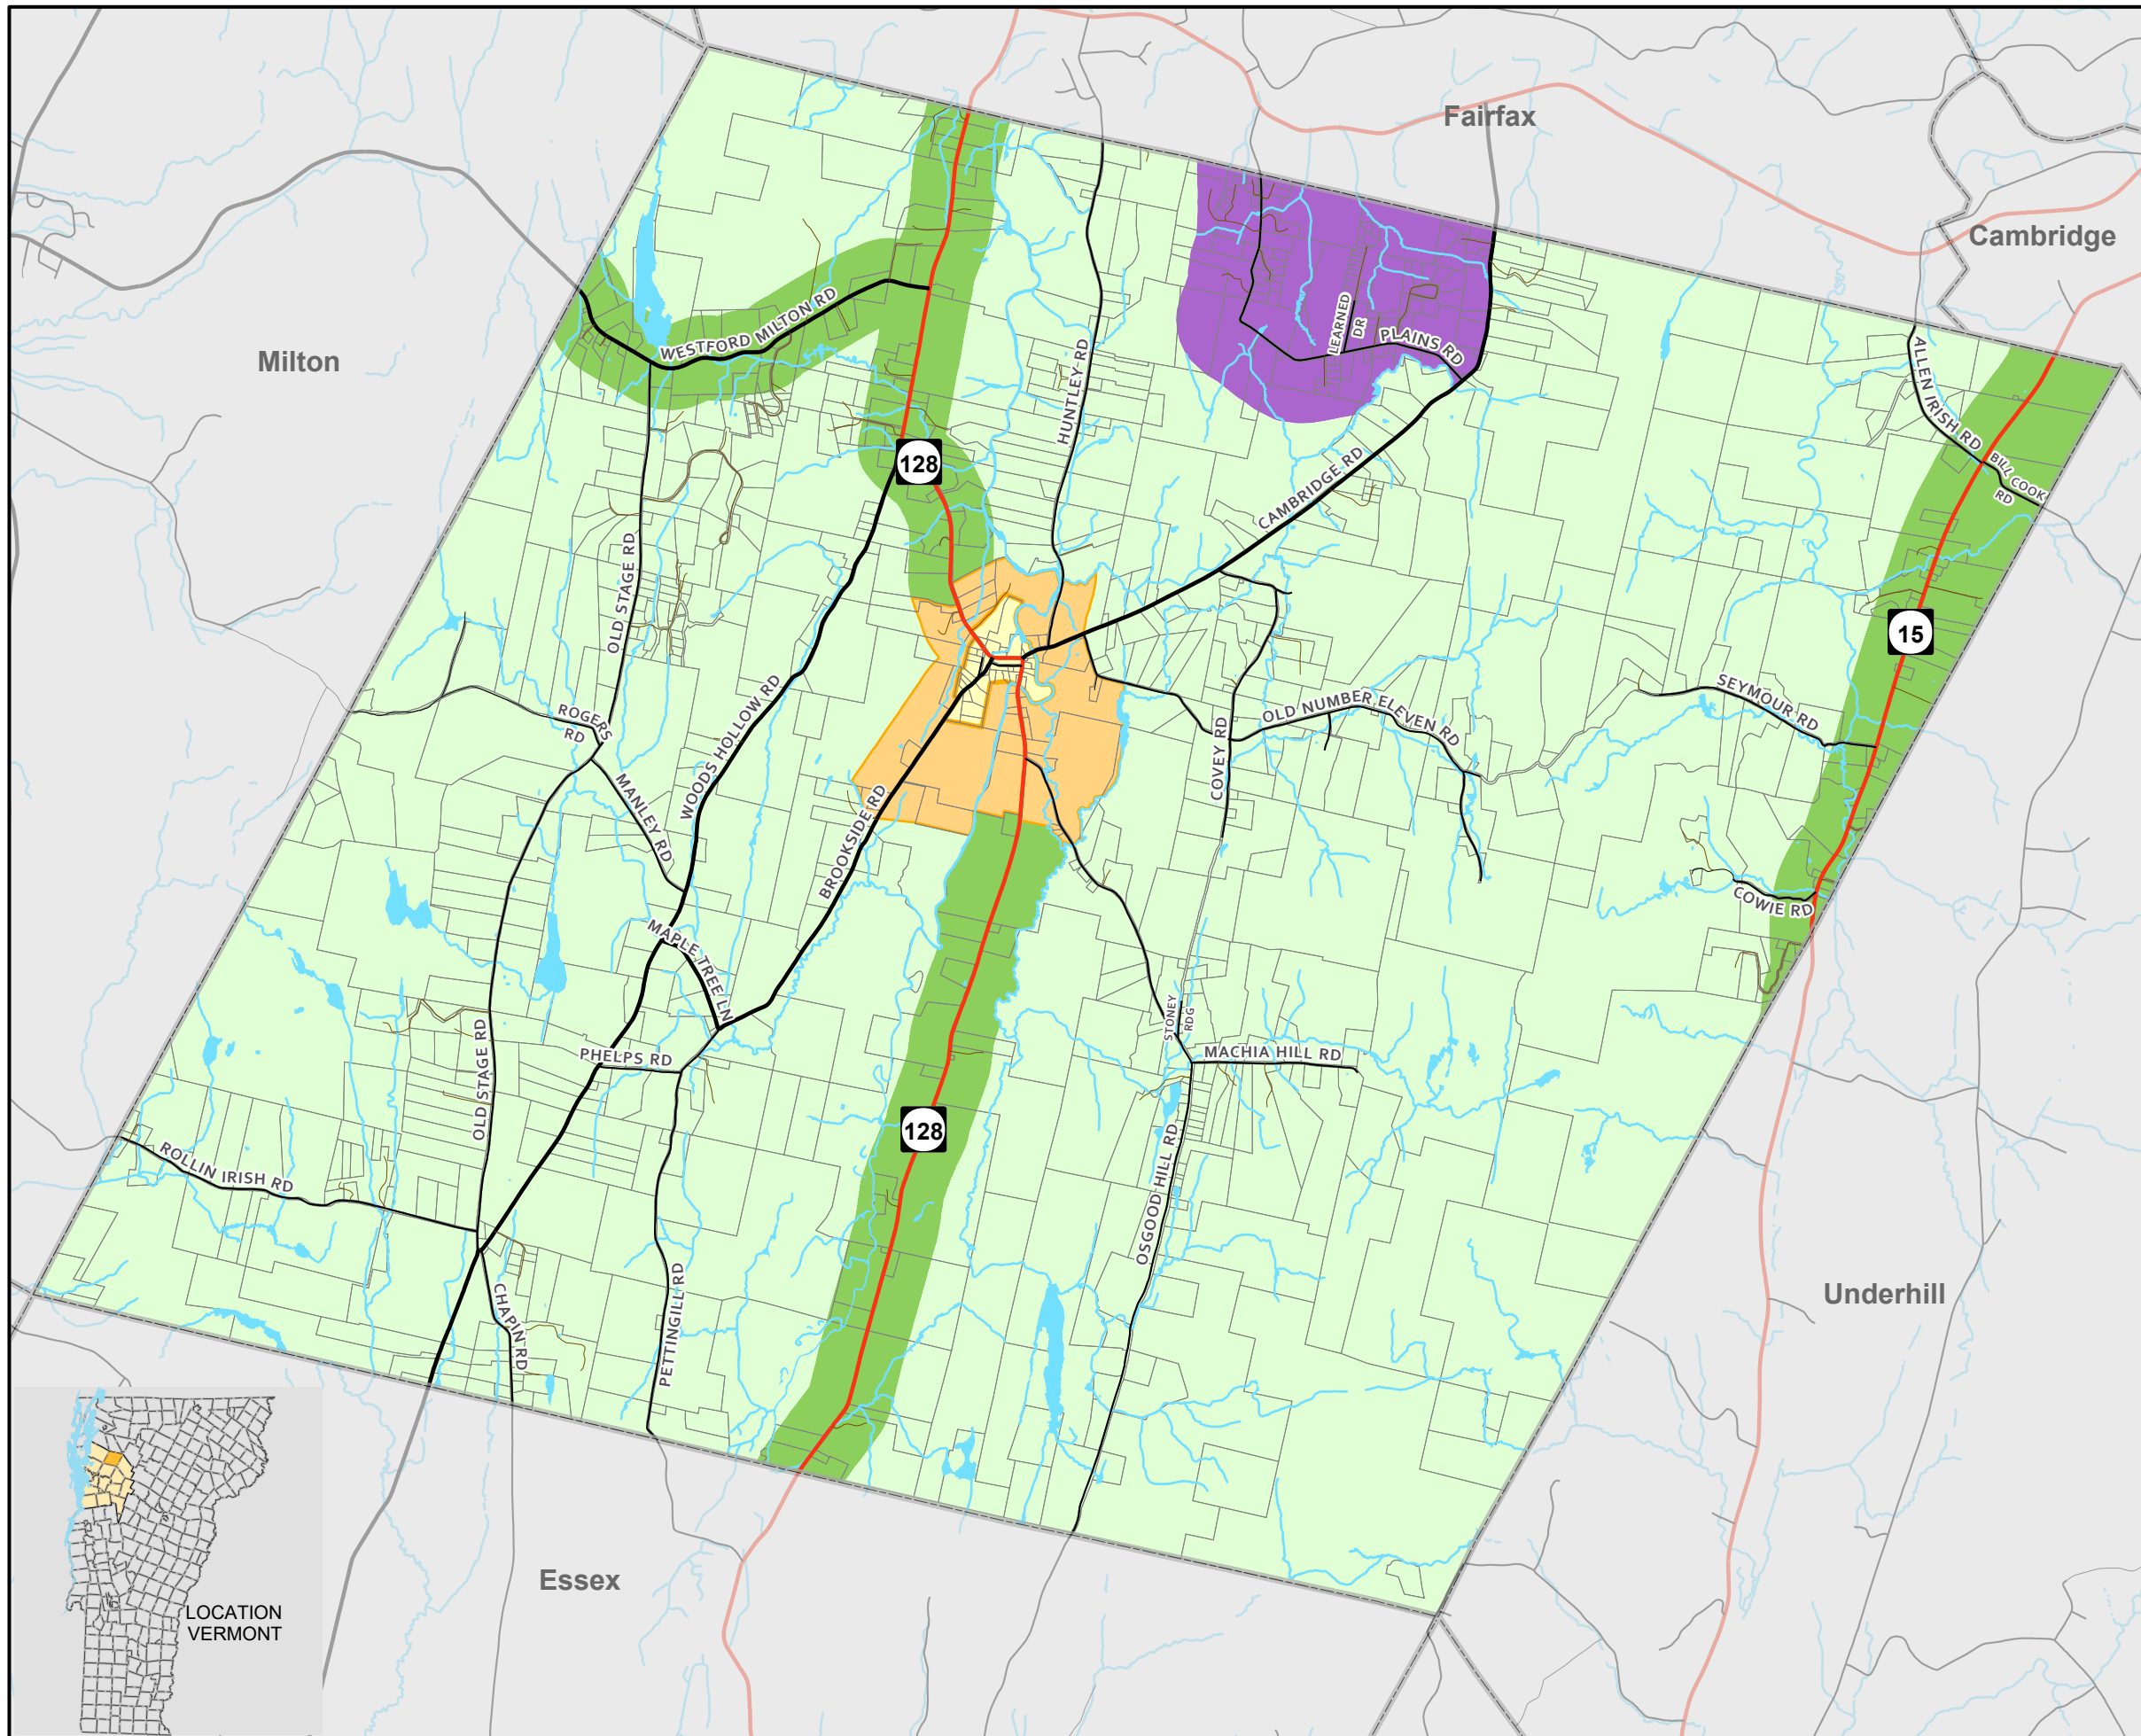 Fairfax
Cambridge
Milton
Underhill
Essex
WESTFORD MILTON RD
HUNTLEY RD
LEARNED
DR
PLAINS RD
ALLEN IRISH RD
BILL COOK
RD
128
CAMBRIDGE RD
OLD STAGE RD
15
WOODS HOLLOW RD
ROGERS
RD
MANLEY RD
COVEY RD
OLD NUMBER ELEVEN RD
SEYMOUR RD
BROOKSIDE RD
COWIE RD
MAPLE TREE LN
STONEY
RDG
MACHIA HILL RD
PHELPS RD
OLD STAGE RD
128
ROLLIN IRISH RD
OSGOOD HILL RD
CHAPIN RD
PETTINGILL RD
LOCATION
VERMONT